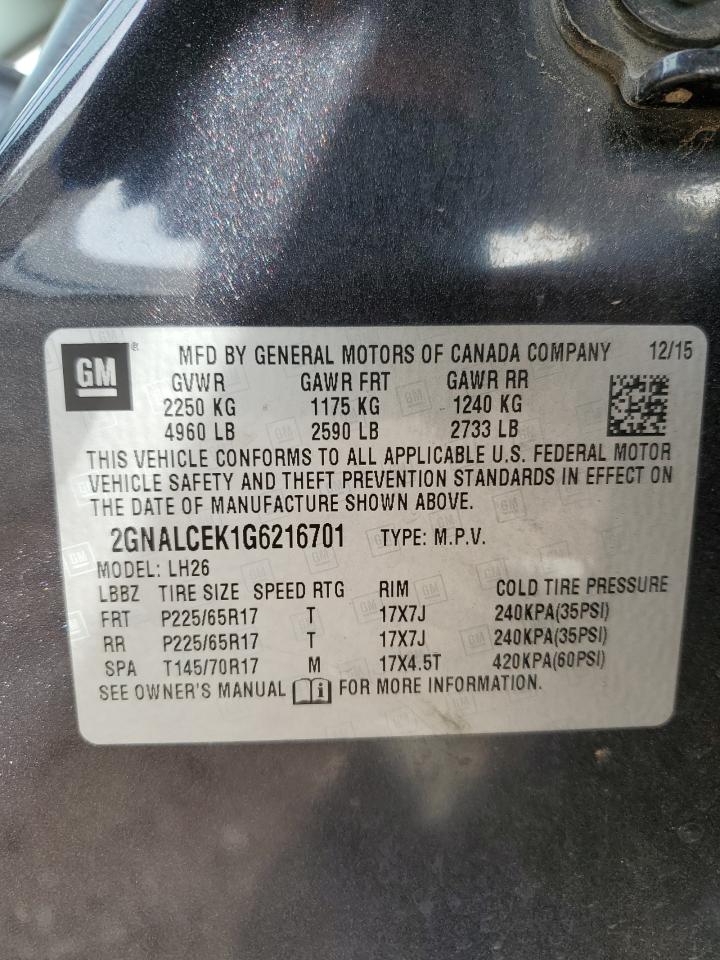 GM ® MFD BY GENERAL MOTORS OF CANADA COMPANY 12/15
GVWR GAWR FRT GAWR RR
2250 KG 1175 KG 1240 KG
4960 LB 2590 LB 2733 LB
THIS VEHICLE CONFORMS TO ALL APPLICABLE U.S. FEDERAL MOTOR
VEHICLE SAFETY AND THEFT PREVENTION STANDARDS IN EFFECT ON
THE DATE OF MANUFACTURE SHOWN ABOVE.
2GNALCEK1G6216701 TYPE: M.P.V.
MODEL: LH26
LBBZ TIRE SIZE SPEED RTG RIM COLD TIRE PRESSURE
FRT P225/65R17 T 17X7J 240KPA(35PSI)
RR P225/65R17 T 17X7J 240KPA(35PSI)
SPA T145/70R17 M 17X4.5T 420KPA(60PSI)
SEE OWNER'S MANUAL i FOR MORE INFORMATION.